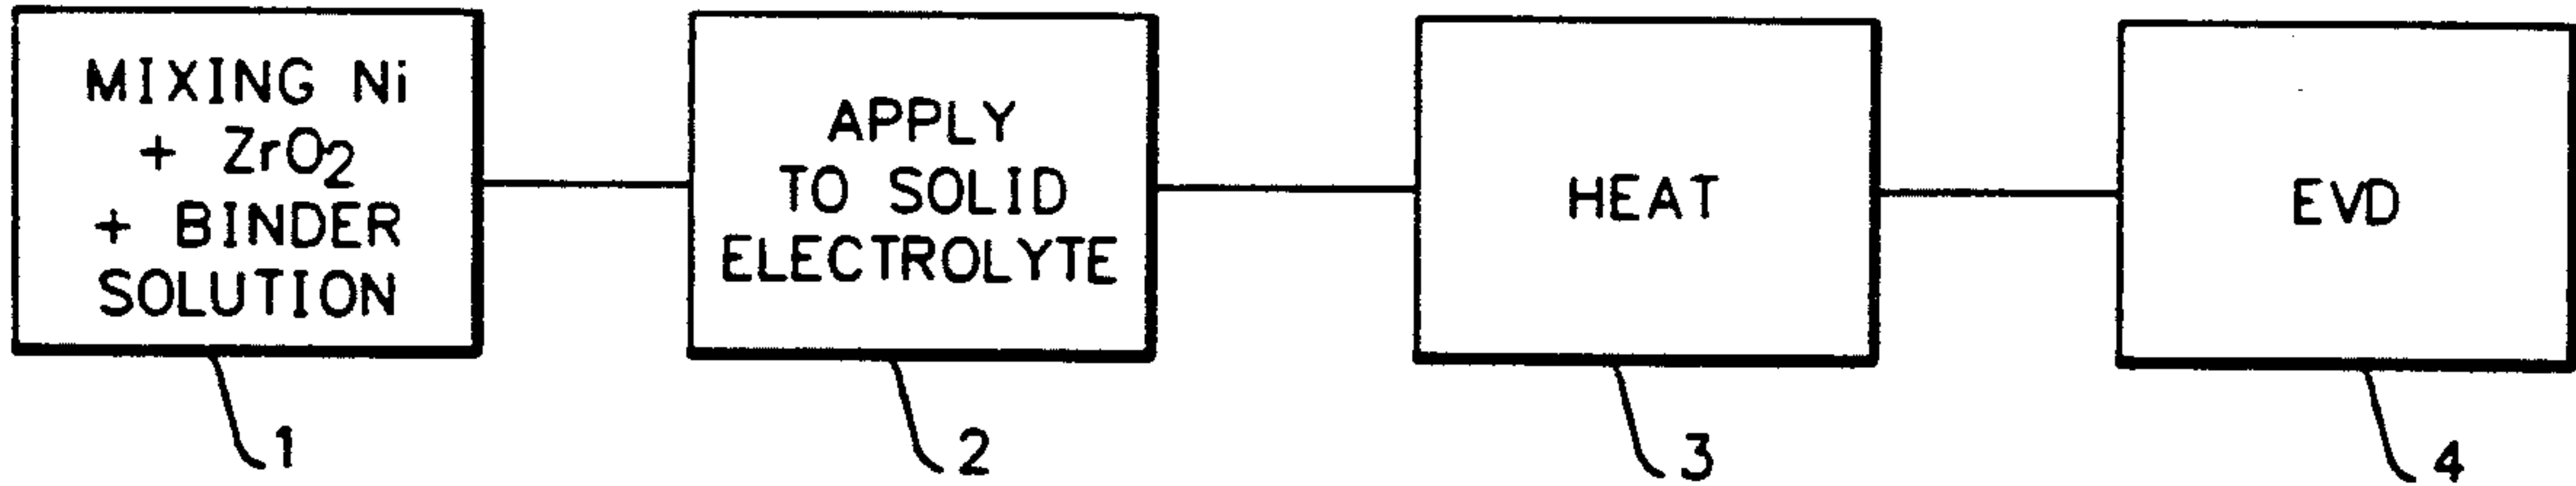 MIXING Ni
+ ZrO2
+ BINDER
SOLUTION
APPLY
TO SOLID
ELECTROLYTE
HEAT
EVD
1
2
3
4